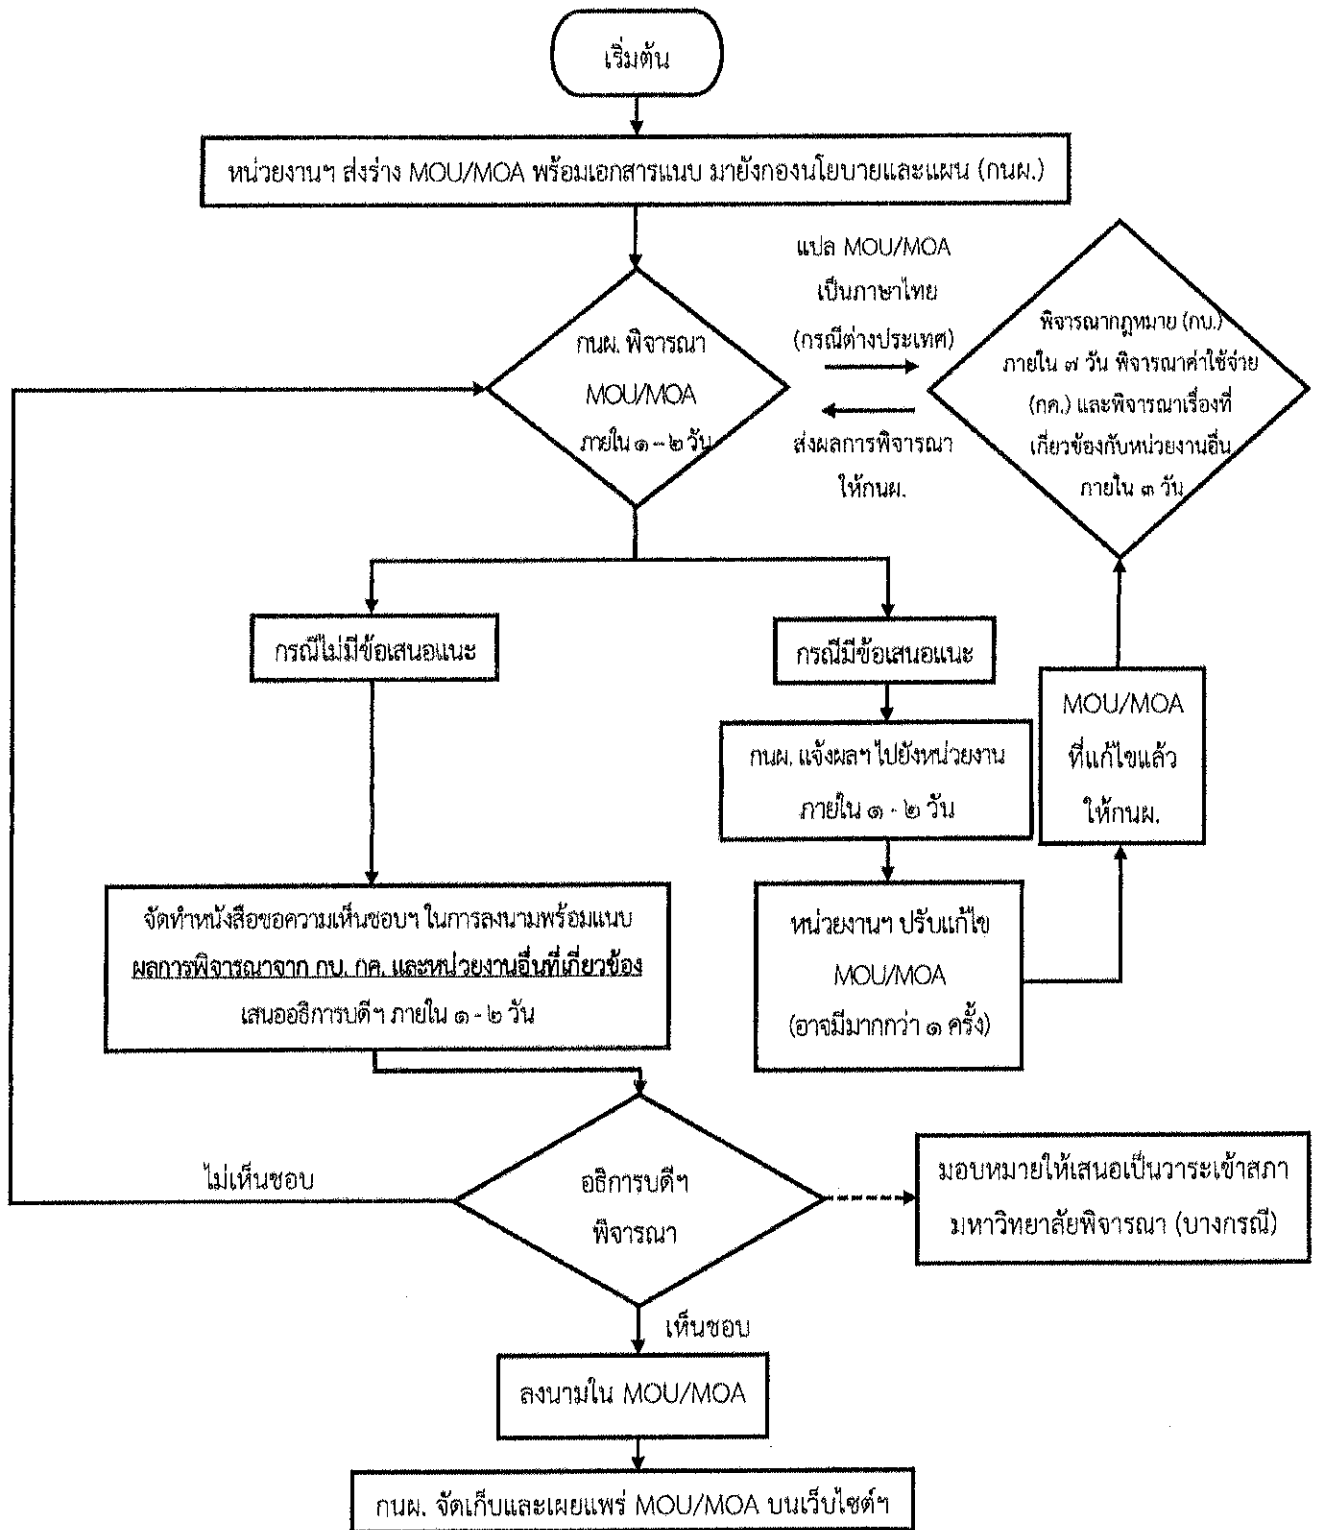 เริ่มต้น
หน่วยงานฯ ส่งร่าง MOU/MOA พร้อมเอกสารแนบ มายังกองนโยบายและแผน (กนผ.)
กนผ. พิจารณา
MOU/MOA
ภายใน ๑ – ๒ วัน
แปล MOU/MOA
เป็นภาษาไทย
(กรณีต่างประเทศ)
ส่งผลการพิจารณา
ให้กนผ.
พิจารณากฎหมาย (กบ.)
ภายใน ๗ วัน พิจารณาค่าใช้จ่าย
(กค.) และพิจารณาเรื่องที่
เกี่ยวข้องกับหน่วยงานอื่น
ภายใน ๓ วัน
กรณีไม่มีข้อเสนอแนะ
กรณีมีข้อเสนอแนะ
กนผ. แจ้งผลฯ ไปยังหน่วยงาน
ภายใน ๑ - ๒ วัน
MOU/MOA
ที่แก้ไขแล้ว
ให้กนผ.
จัดทำหนังสือขอความเห็นชอบฯ ในการลงนามพร้อมแนบ
ผลการพิจารณาจาก กบ. กค. และหน่วยงานอื่นที่เกี่ยวข้อง
เสนออธิการบดีฯ ภายใน ๑ - ๒ วัน
หน่วยงานฯ ปรับแก้ไข
MOU/MOA
(อาจมีมากกว่า ๑ ครั้ง)
ไม่เห็นชอบ
อธิการบดีฯ
พิจารณา
มอบหมายให้เสนอเป็นวาระเข้าสภา
มหาวิทยาลัยพิจารณา (บางกรณี)
เห็นชอบ
ลงนามใน MOU/MOA
กนผ. จัดเก็บและเผยแพร่ MOU/MOA บนเว็บไซต์ฯ